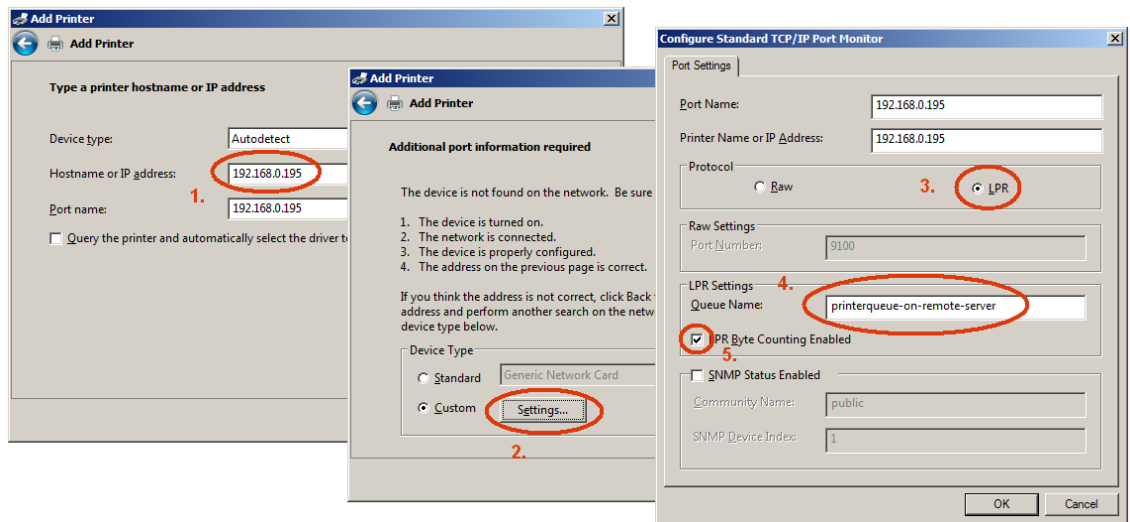 Add Printer
Add Printer
Type a printer hostname or IP address
Device type: Autodetect
Hostname or IP address: 192.168.0.195
1.
Port name: 192.168.0.195
Query the printer and automatically select the driver t
Add Printer
Add Printer
Additional port information required
The device is not found on the network. Be sure
1. The device is turned on.
2. The network is connected.
3. The device is properly configured.
4. The address on the previous page is correct.
If you think the address is not correct, click Back
address and perform another search on the netw
device type below.
Device Type
Standard Generic Network Card
Custom Settings...
2.
Configure Standard TCP/IP Port Monitor
Port Settings
Port Name: 192.168.0.195
Printer Name or IP Address: 192.168.0.195
Protocol
Raw 3. LPR
Raw Settings
Port Number: 9100
LPR Settings 4.
Queue Name: printerqueue-on-remote-server
LPR Byte Counting Enabled
5.
SNMP Status Enabled
Community Name: public
SNMP Device Index: 1
OK Cancel